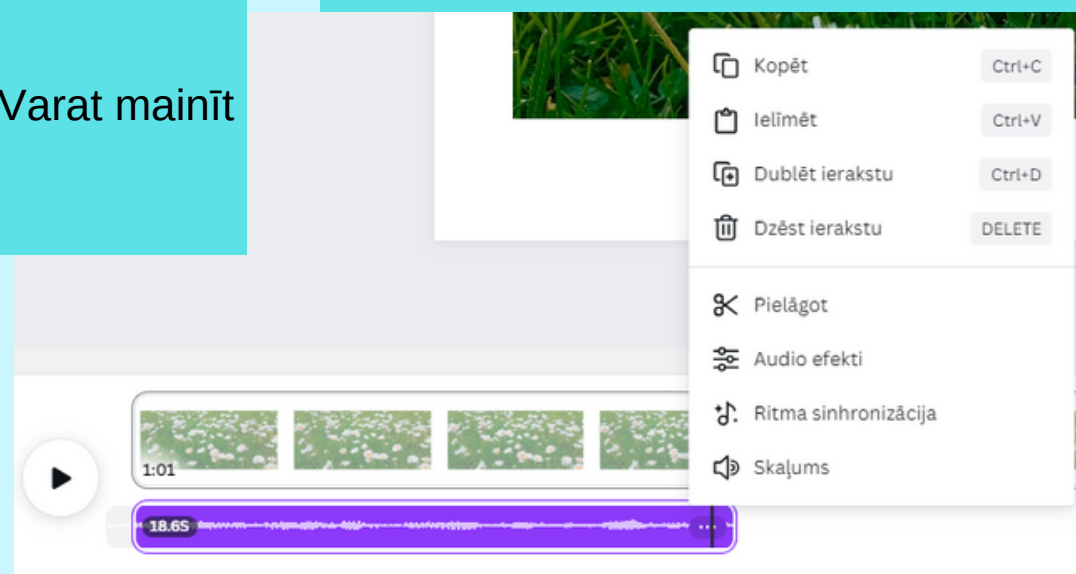 Varat mainīt
Kopēt Ctrl+C
Ielīmēt Ctrl+V
Dublēt ierakstu Ctrl+D
Dzēst ierakstu DELETE
Pielāgot
Audio efekti
Ritma sinhronizācija
Skaļums
1:01
18.6S